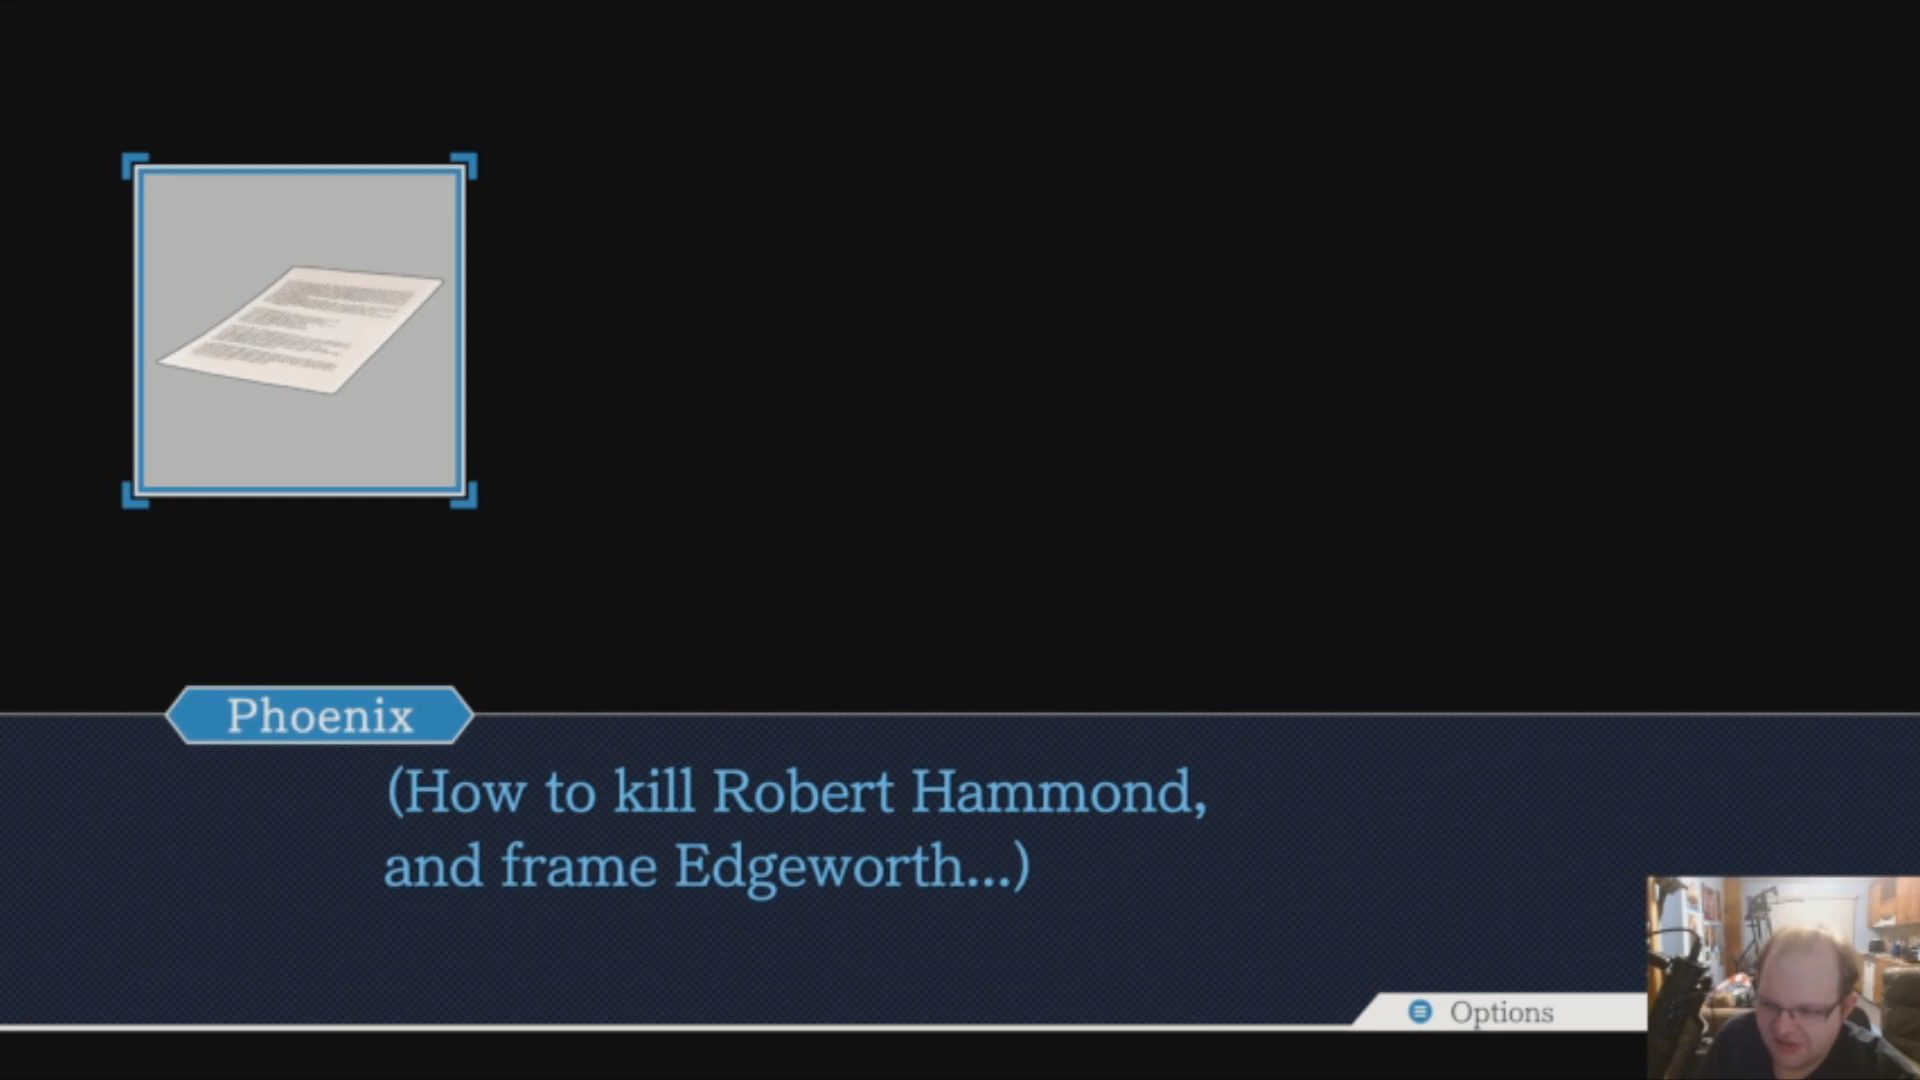 Phoenix
(How to kill Robert Hammond,
and frame Edgeworth...)
Options